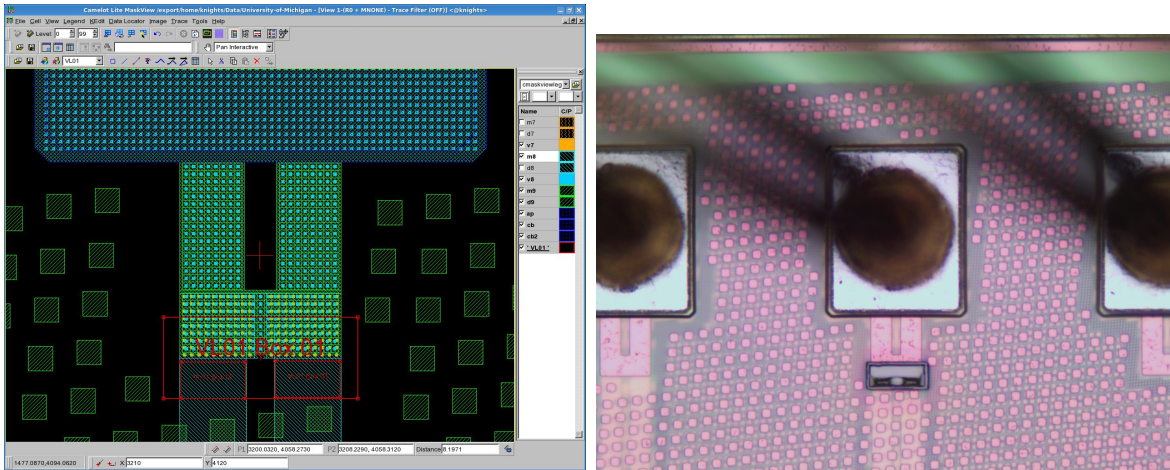 Camelot Lite MaskView /export/home/knights/Data/University-of-Michigan - [View 1-(R0 + MNONE) - Trace Filter (OFF)] <@knights>
File Cell View Legend KEdit Data Locator Image Trace Tools Help
Level: 0 99
Pan Interactive
VL01
cmaskviewleg
Name C/P
m7
d7
v7
m8
d8
v8
m9
d9
ap
cb
cb2
'_VL01_'
VL01 Box 01
P1 3200.0320, 4058.2730 P2 3208.2290, 4058.3120 Distance 8.1971
1477.0870,4094.0620 X: 3210 Y: 4120